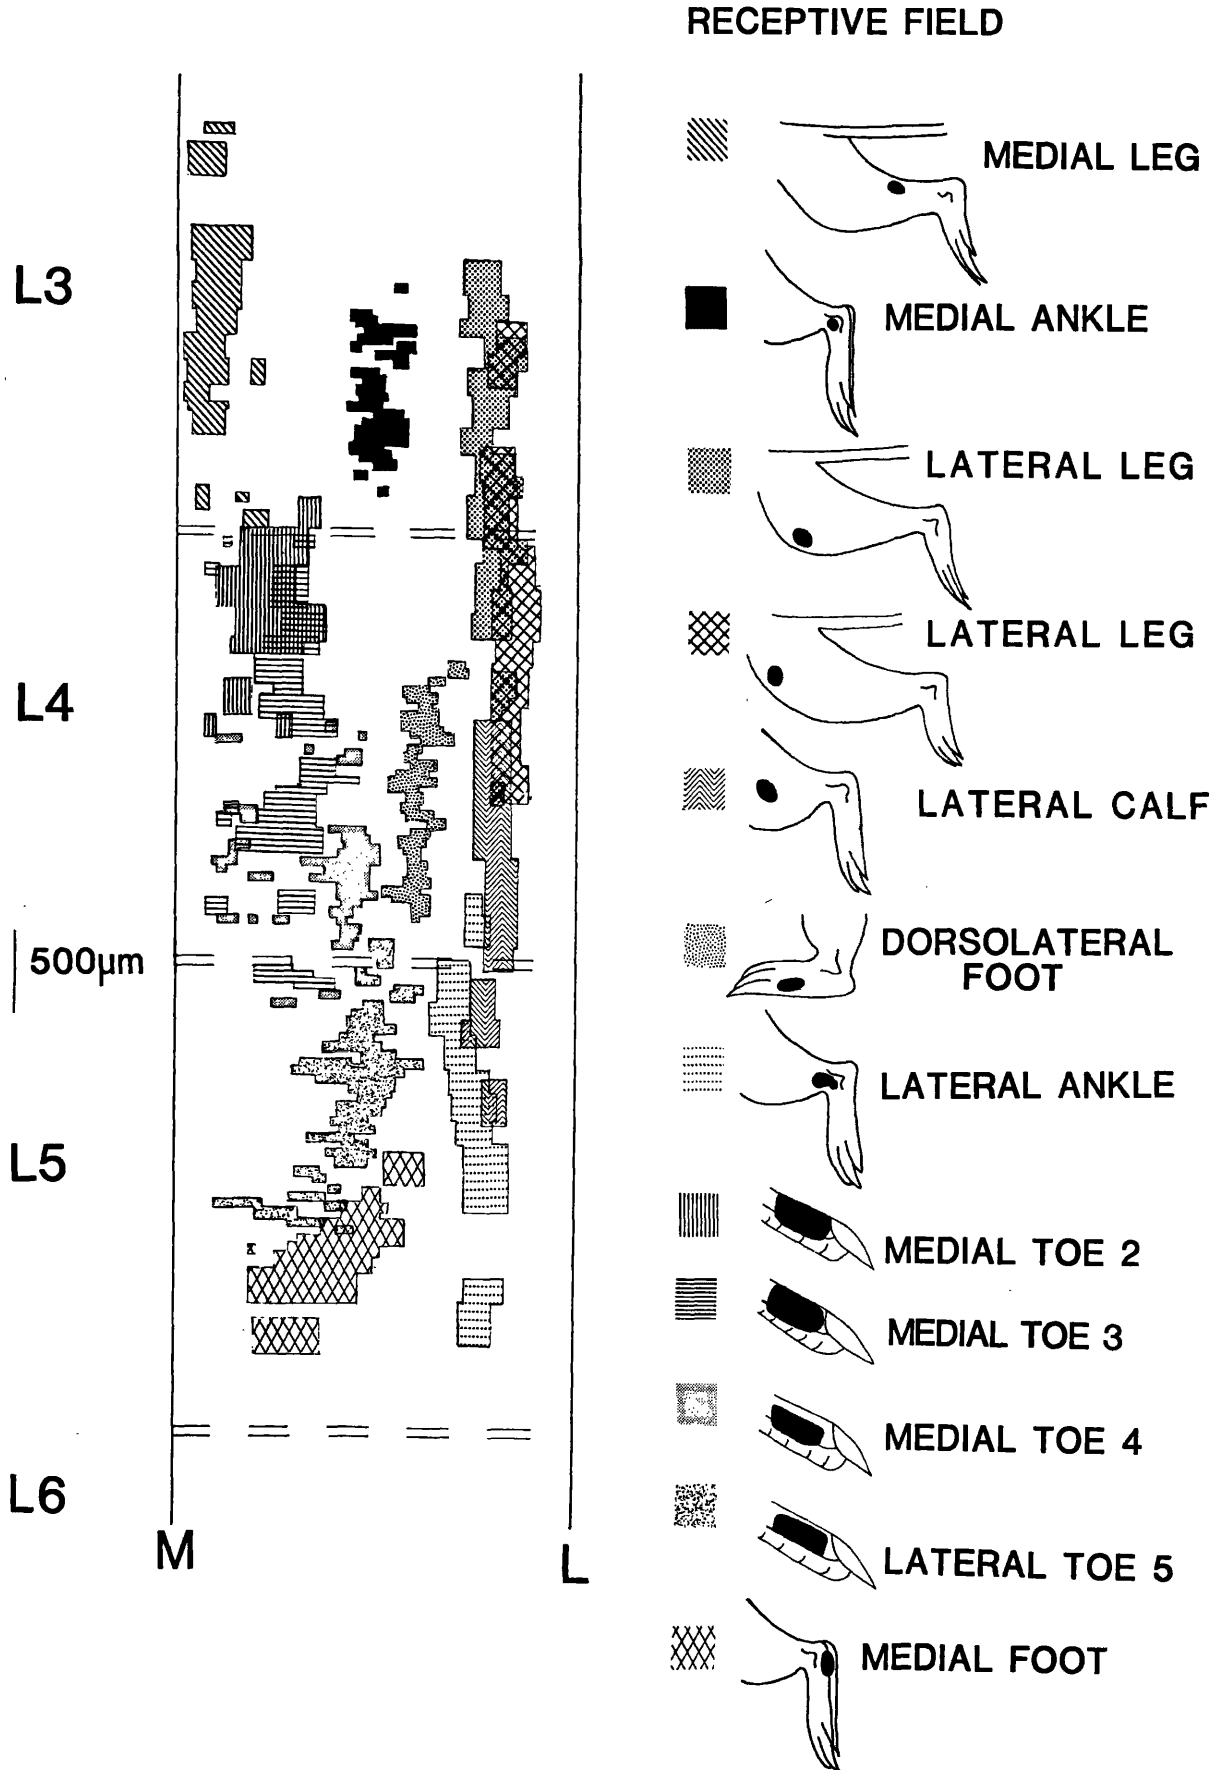 RECEPTIVE FIELD
MEDIAL LEG
L3
MEDIAL ANKLE
LATERAL LEG
LATERAL LEG
L4
LATERAL CALF
500µm
DORSOLATERAL
FOOT
LATERAL ANKLE
L5
MEDIAL TOE 2
MEDIAL TOE 3
MEDIAL TOE 4
L6
M
L
LATERAL TOE 5
MEDIAL FOOT